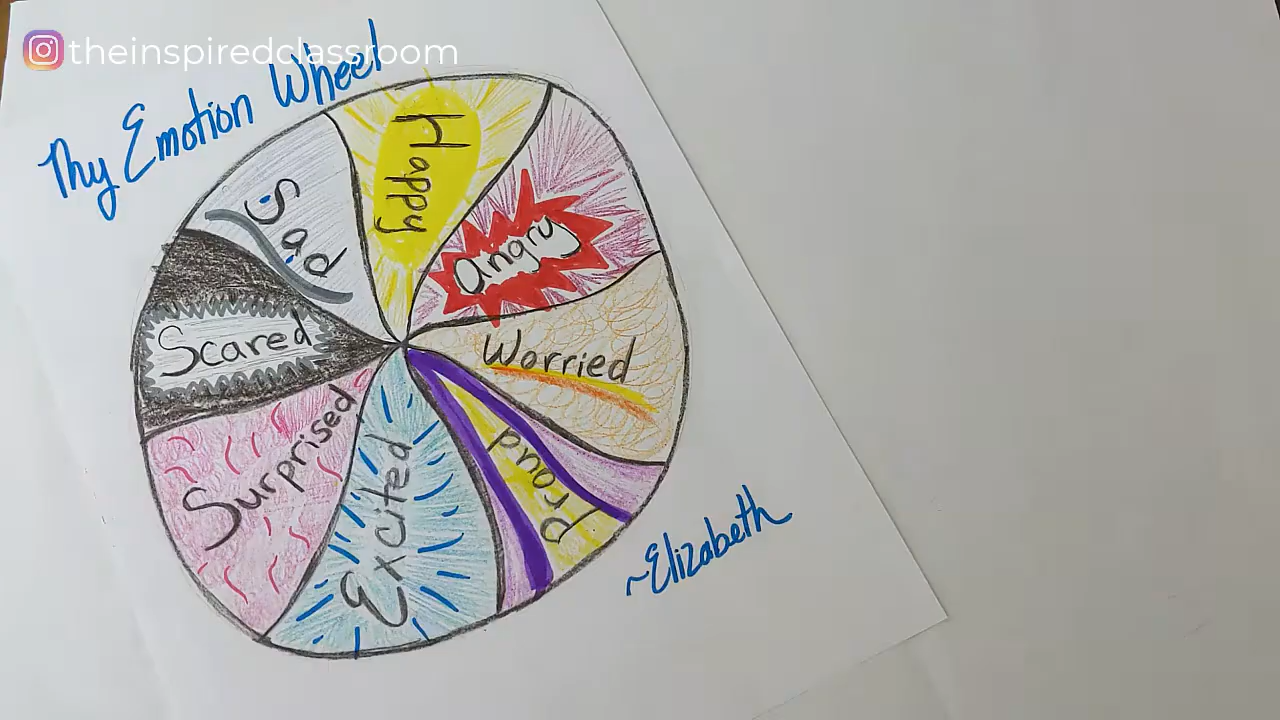 theinspiredclassroom
My Emotion Wheel
Happy
Angry
Worried
Proud
Excited
Surprised
Scared
Sad
~Elizabeth